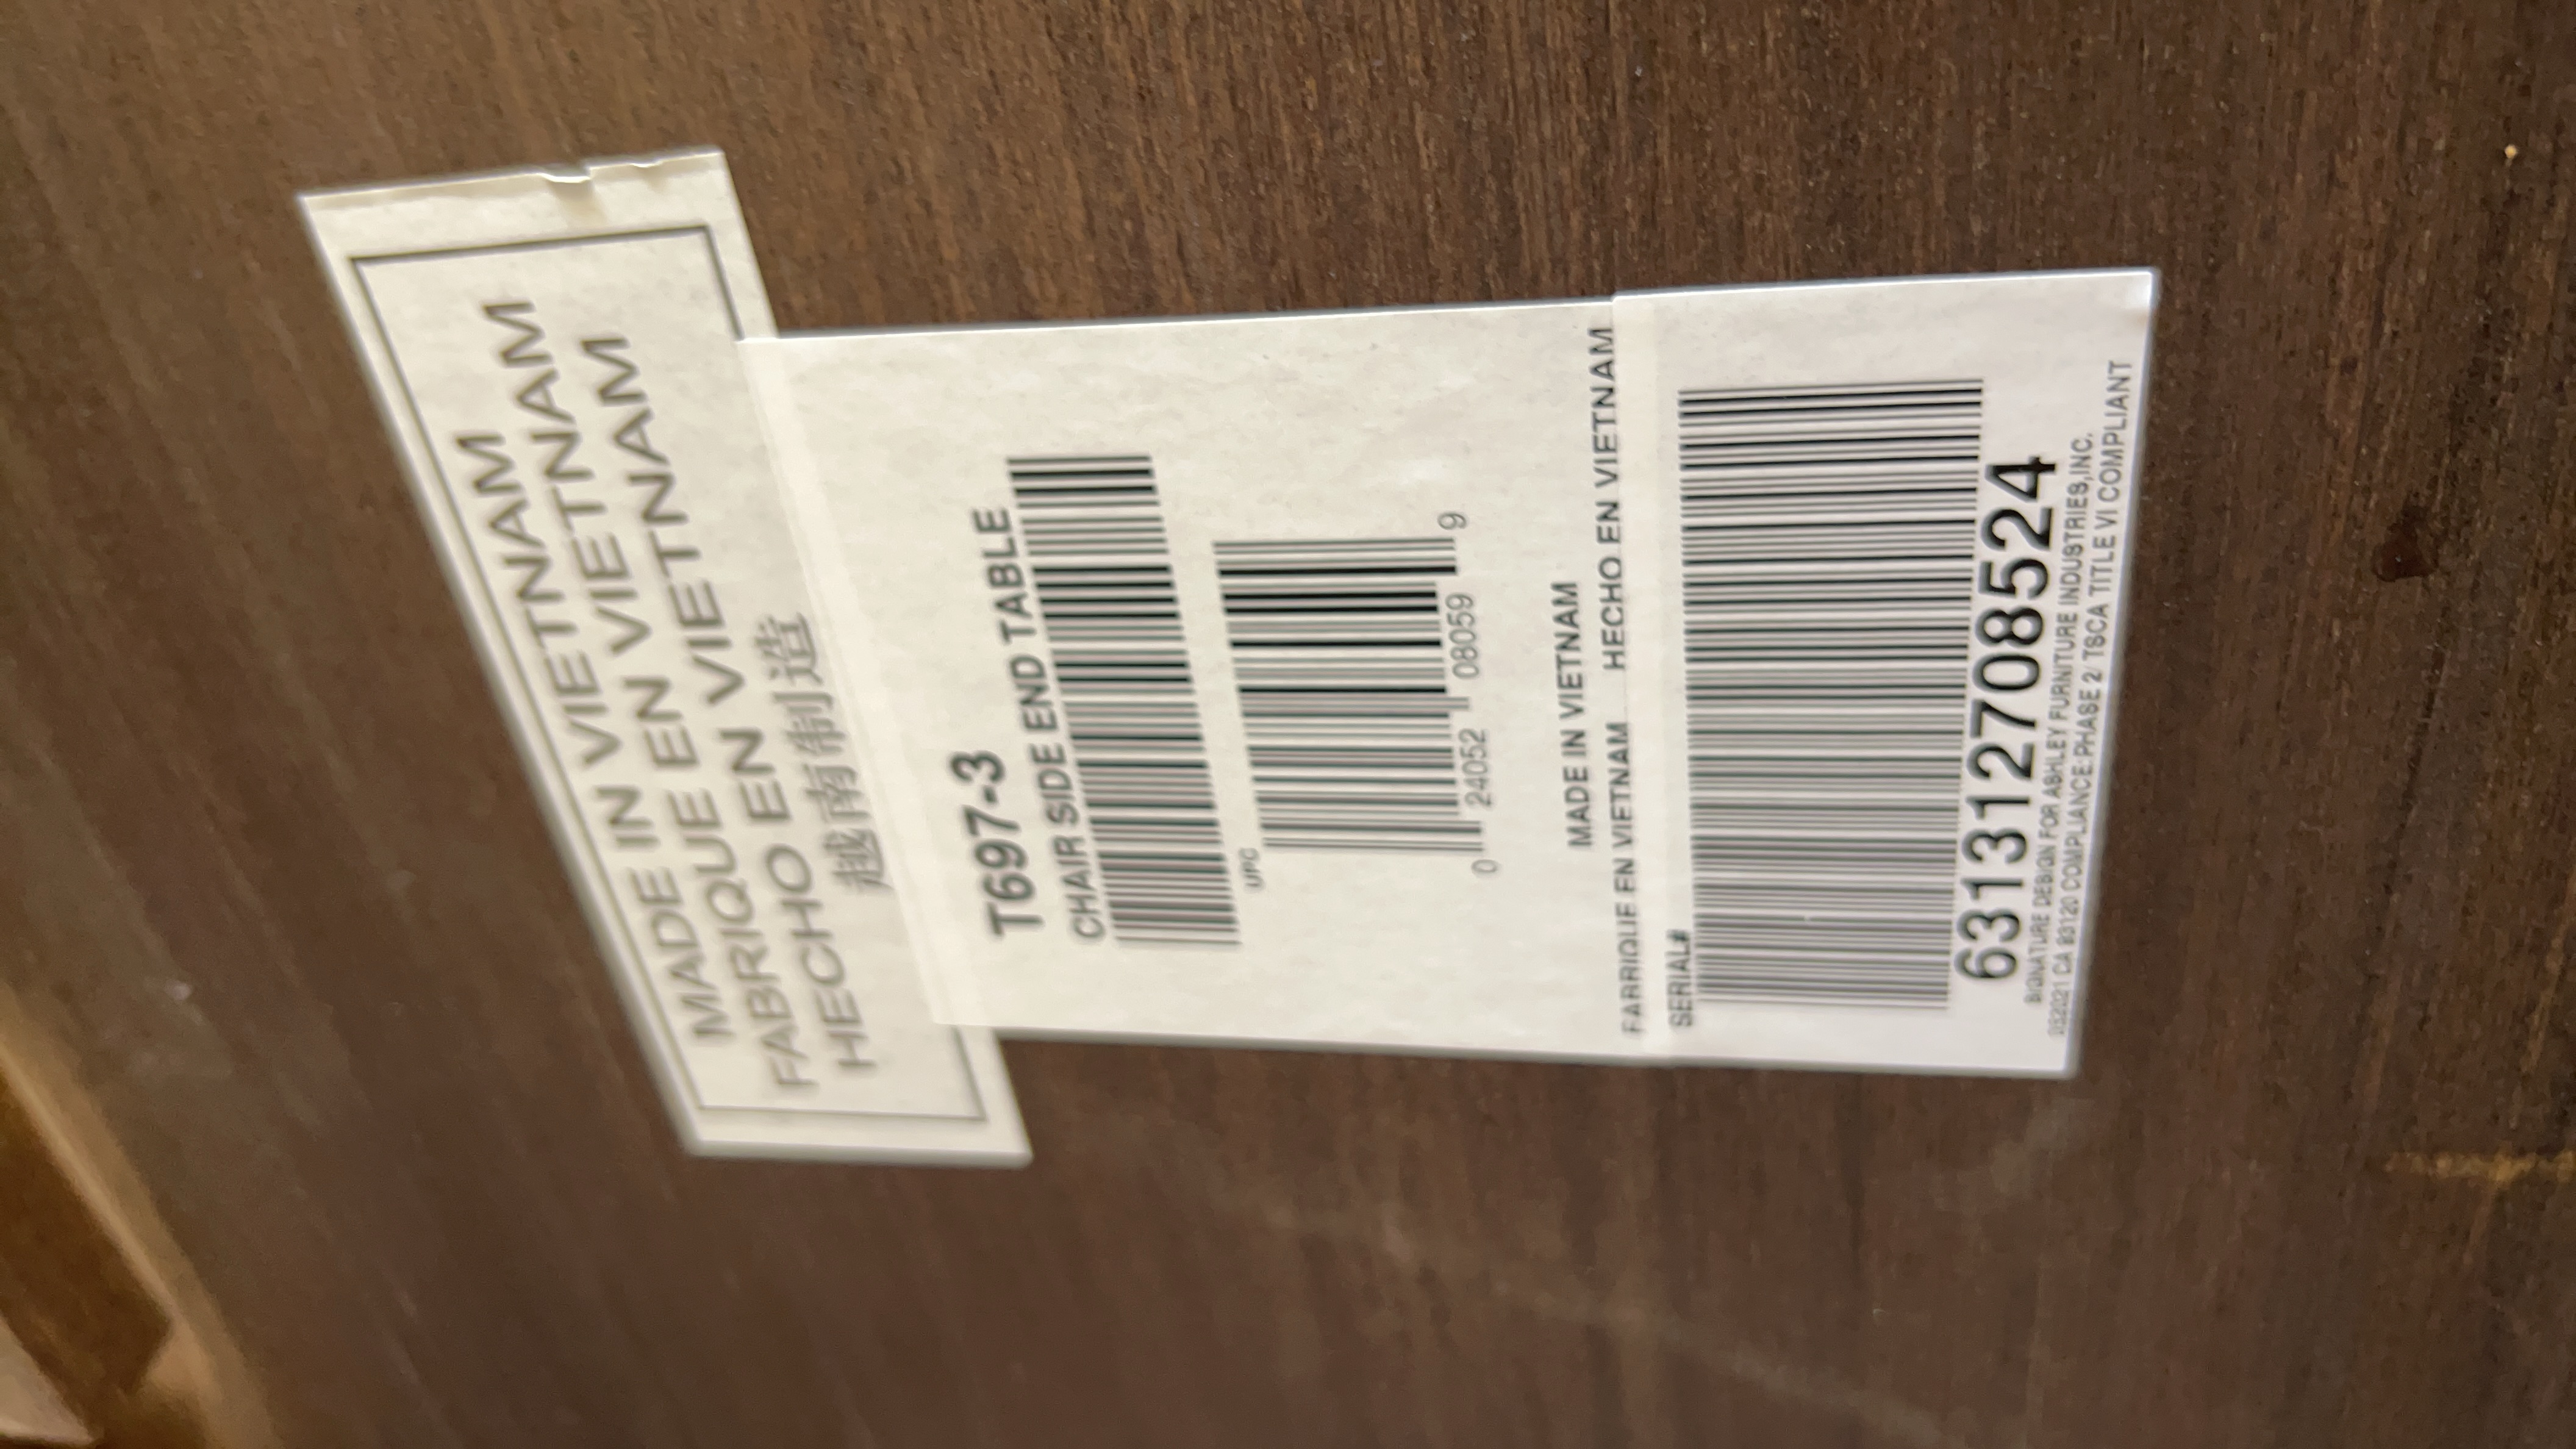 MADE IN VIETNAM
FABRIQUE EN VIETNAM
HECHO EN VIETNAM
越南制造
T697-3
CHAIR SIDE END TABLE
UPC
0 24052 08059 9
MADE IN VIETNAM
FABRIQUE EN VIETNAM HECHO EN VIETNAM
SERIAL#
631312708524
SIGNATURE DESIGN FOR ASHLEY FURNITURE INDUSTRIES,INC.
CA 93120 COMPLIANCE:PHASE 2/ TSCA TITLE VI COMPLIANT